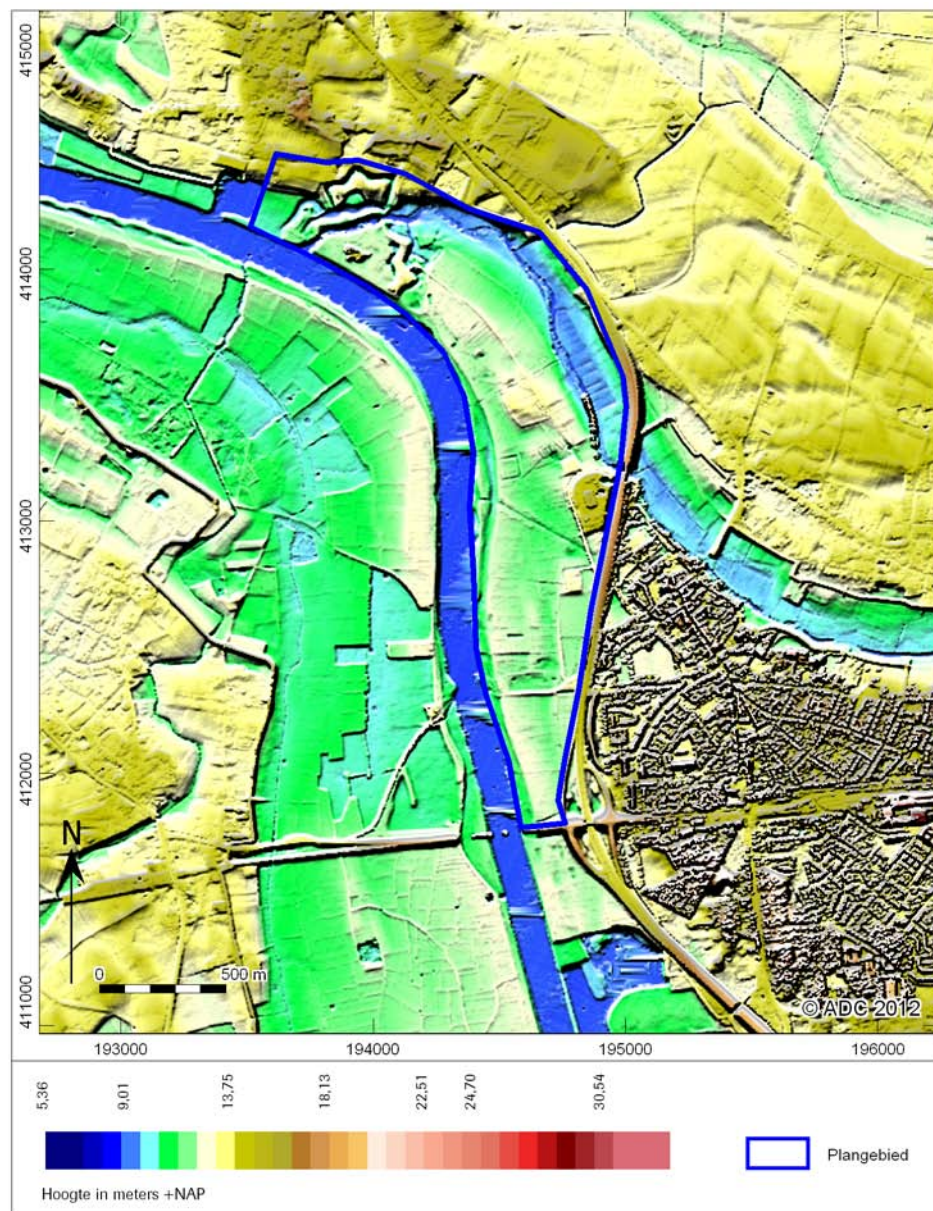 415000
414000
413000
412000
411000
N
0 500 m
© ADC 2012
193000 194000 195000 196000
5.36 9.01 13.75 18.13 22.51 24.70 30.54
Plangebied
Hoogte in meters +NAP